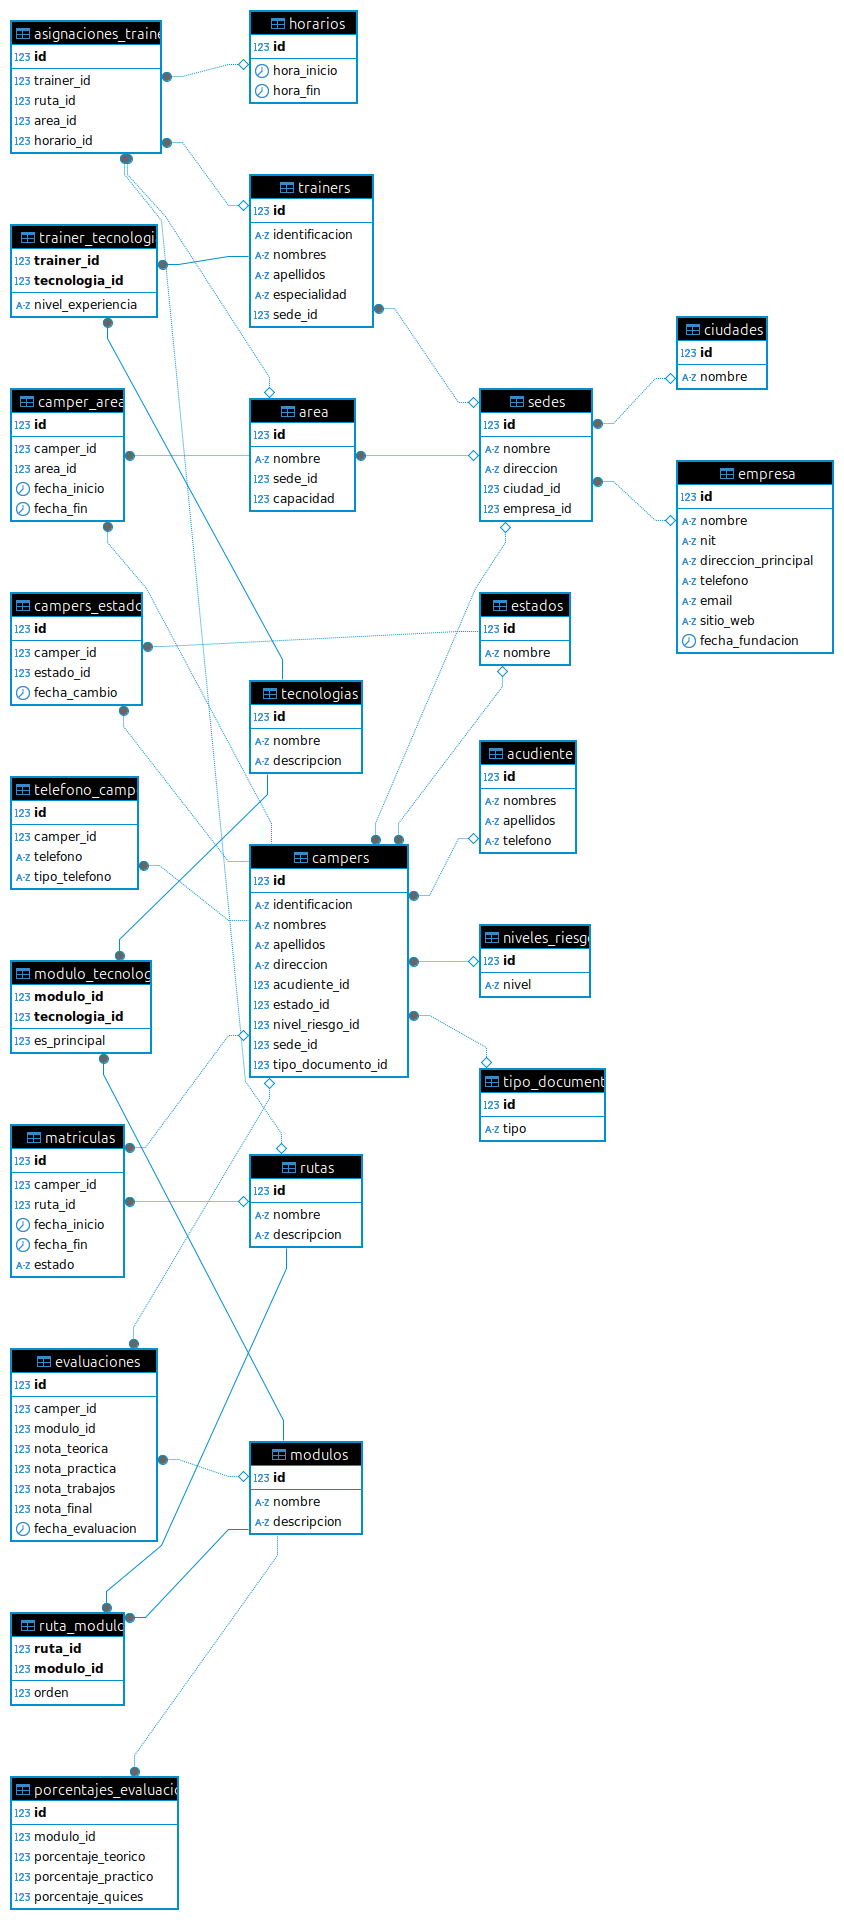 asignaciones_traine
123 id
123 trainer_id
123 ruta_id
123 area_id
123 horario_id
horarios
123 id
hora_inicio
hora_fin
trainers
123 id
A-Z identificacion
A-Z nombres
A-Z apellidos
A-Z especialidad
123 sede_id
trainer_tecnologi
123 trainer_id
123 tecnologia_id
A-Z nivel_experiencia
ciudades
123 id
A-Z nombre
camper_area
123 id
123 camper_id
123 area_id
fecha_inicio
fecha_fin
area
123 id
A-Z nombre
123 sede_id
123 capacidad
sedes
123 id
A-Z nombre
A-Z direccion
123 ciudad_id
123 empresa_id
empresa
123 id
A-Z nombre
A-Z nit
A-Z direccion_principal
A-Z telefono
A-Z email
A-Z sitio_web
fecha_fundacion
campers_estado
123 id
123 camper_id
123 estado_id
fecha_cambio
estados
123 id
A-Z nombre
tecnologias
123 id
A-Z nombre
A-Z descripcion
acudiente
123 id
A-Z nombres
A-Z apellidos
A-Z telefono
telefono_camp
123 id
123 camper_id
A-Z telefono
A-Z tipo_telefono
campers
123 id
A-Z identificacion
A-Z nombres
A-Z apellidos
A-Z direccion
123 acudiente_id
123 estado_id
123 nivel_riesgo_id
123 sede_id
123 tipo_documento_id
niveles_riesg
123 id
A-Z nivel
modulo_tecnolog
123 modulo_id
123 tecnologia_id
123 es_principal
tipo_document
123 id
A-Z tipo
matriculas
123 id
123 camper_id
123 ruta_id
fecha_inicio
fecha_fin
A-Z estado
rutas
123 id
A-Z nombre
A-Z descripcion
evaluaciones
123 id
123 camper_id
123 modulo_id
123 nota_teorica
123 nota_practica
123 nota_trabajos
123 nota_final
fecha_evaluacion
modulos
123 id
A-Z nombre
A-Z descripcion
ruta_modulo
123 ruta_id
123 modulo_id
123 orden
porcentajes_evaluacio
123 id
123 modulo_id
123 porcentaje_teorico
123 porcentaje_practico
123 porcentaje_quices